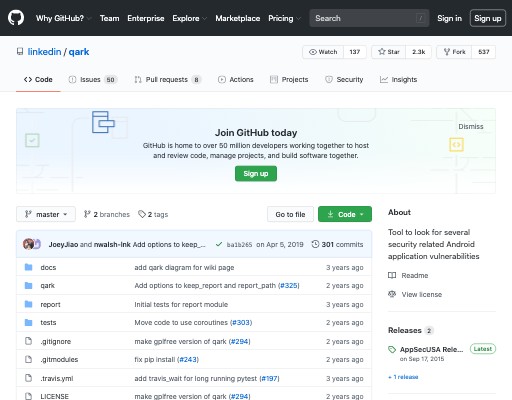 Why GitHub? Team Enterprise Explore Marketplace Pricing Search / Sign in Sign up
linkedin / qark Watch 137 Star 2.3k Fork 537
Code Issues 50 Pull requests 8 Actions Projects Security Insights
Join GitHub today
Dismiss
GitHub is home to over 50 million developers working together to host
and review code, manage projects, and build software together.
Sign up
master 2 branches 2 tags Go to file Code
JoeyJiao and nwalsh-lnk Add options to keep_... ba1b265 on Apr 5, 2019 301 commits
docs add qark diagram for wiki page 3 years ago
qark Add options to keep_report and report_path (#325) 2 years ago
report Initial tests for report module 3 years ago
tests Move code to use coroutines (#303) 2 years ago
.gitignore make gplfree version of qark (#294) 2 years ago
.gitmodules fix pip install (#243) 2 years ago
.travis.yml add travis_wait for long running pytest (#197) 3 years ago
LICENSE make gplfree version of qark (#294) 2 years ago
About
Tool to look for several
security related Android
application vulnerabilities
Readme
View license
Releases 2
AppSecUSA Rele... Latest
on Sep 17, 2015
+ 1 release